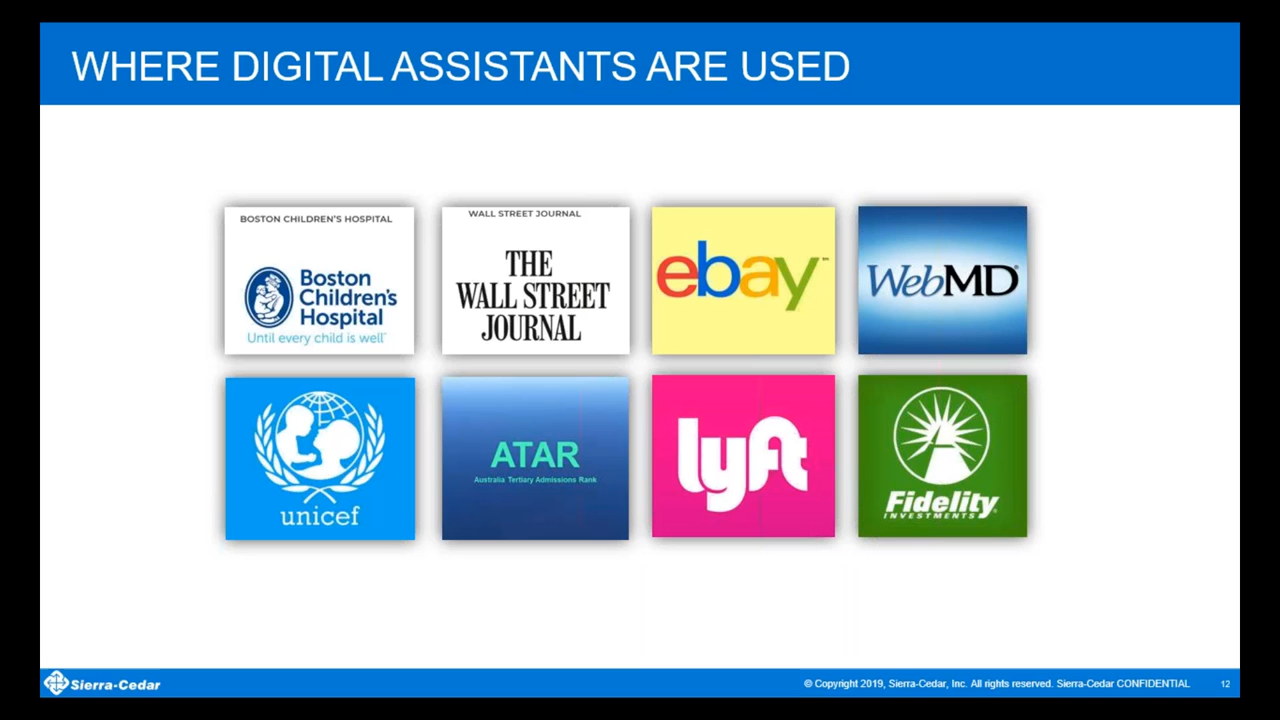 WHERE DIGITAL ASSISTANTS ARE USED
BOSTON CHILDREN'S HOSPITAL
Boston
Children's
Hospital
Until every child is well™
WALL STREET JOURNAL
THE
WALL STREET
JOURNAL
ebay™
WebMD®
unicef
ATAR
Australia Tertiary Admissions Rank
lyft
Fidelity®
INVESTMENTS
Sierra-Cedar
© Copyright 2019, Sierra-Cedar, Inc. All rights reserved. Sierra-Cedar CONFIDENTIAL 12